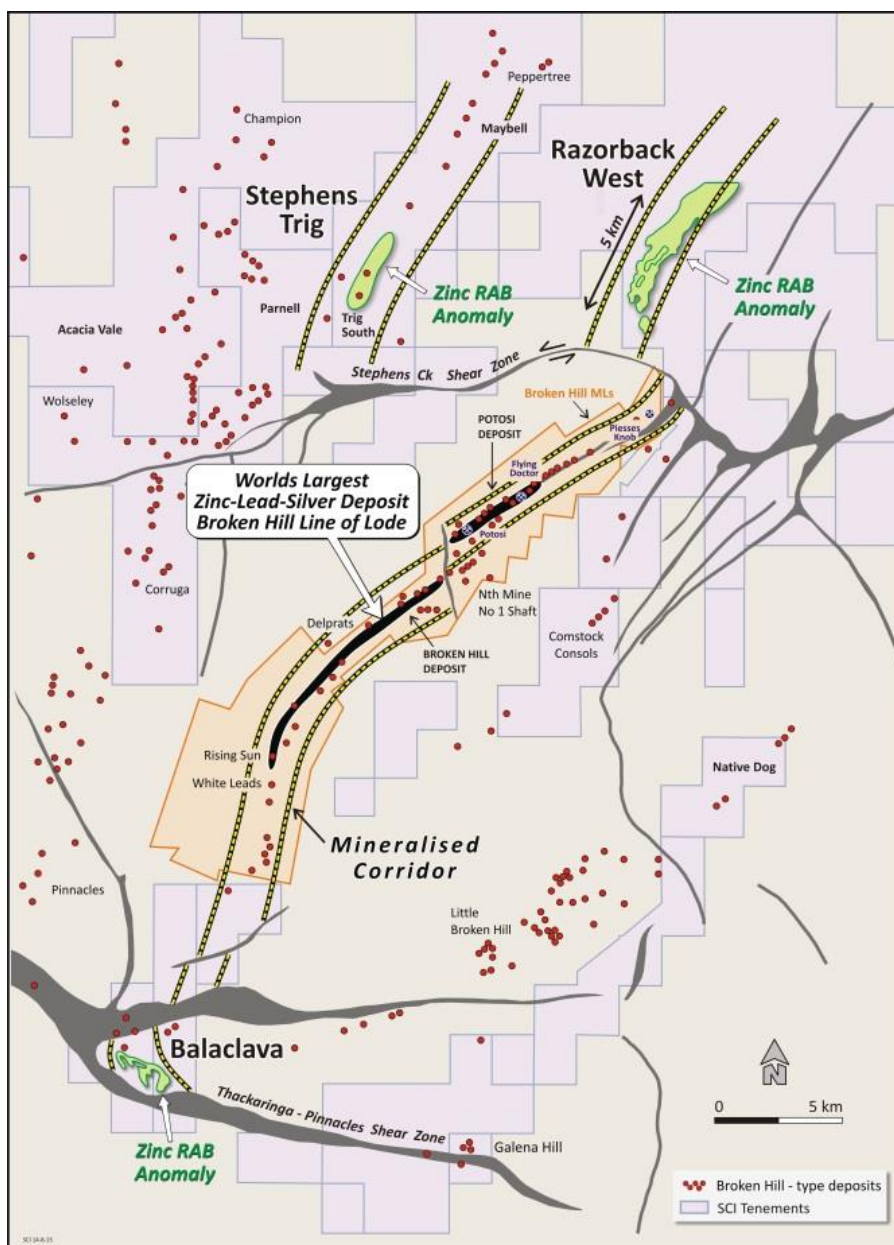 Peppertree
Champion
Maybell
Razorback
West
Stephens
Trig
5 km
Zinc RAB
Anomaly
Zinc RAB
Anomaly
Parnell
Trig
South
Acacia Vale
Stephens Ck Shear Zone
Wolseley
Broken Hill MLs
POTOSI
DEPOSIT
Piesses
Knob
Flying
Doctor
Worlds Largest
Zinc-Lead-Silver Deposit
Broken Hill Line of Lode
Potosi
Corruga
Nth Mine
No 1 Shaft
Delprats
Comstock
Consols
BROKEN HILL
DEPOSIT
Rising Sun
White Leads
Native Dog
Mineralised
Corridor
Pinnacles
Little
Broken Hill
Balaclava
Thackaringa - Pinnacles Shear Zone
N
0 5 km
Zinc RAB
Anomaly
Galena Hill
Broken Hill - type deposits
SCI Tenements